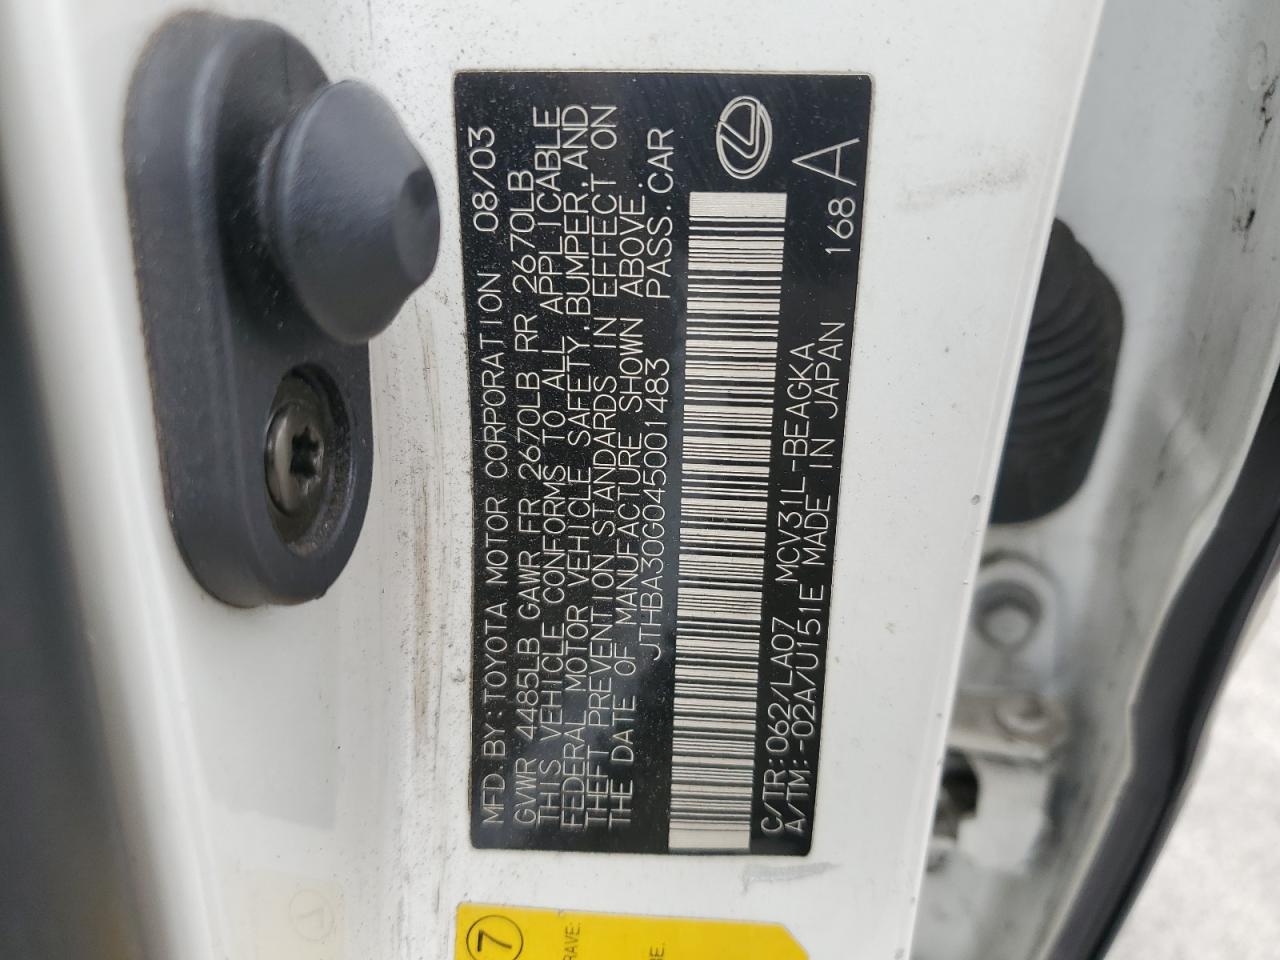 MFD.BY:TOYOTA MOTOR CORPORATION 08/03
GVWR 4485LB GAWR FR 2670LB RR 2670LB
THIS VEHICLE CONFORMS TO ALL APPLICABLE
FEDERAL MOTOR VEHICLE SAFETY,BUMPER,AND
THEFT PREVENTION STANDARDS IN EFFECT ON
THE DATE OF MANUFACTURE SHOWN ABOVE.
JTHBA30G045001483 PASS.CAR
C/TR:062/LA07 MCV31L-BEAGKA 168A
A/TM:-02A/U151E MADE IN JAPAN
7
RAVE:
E.